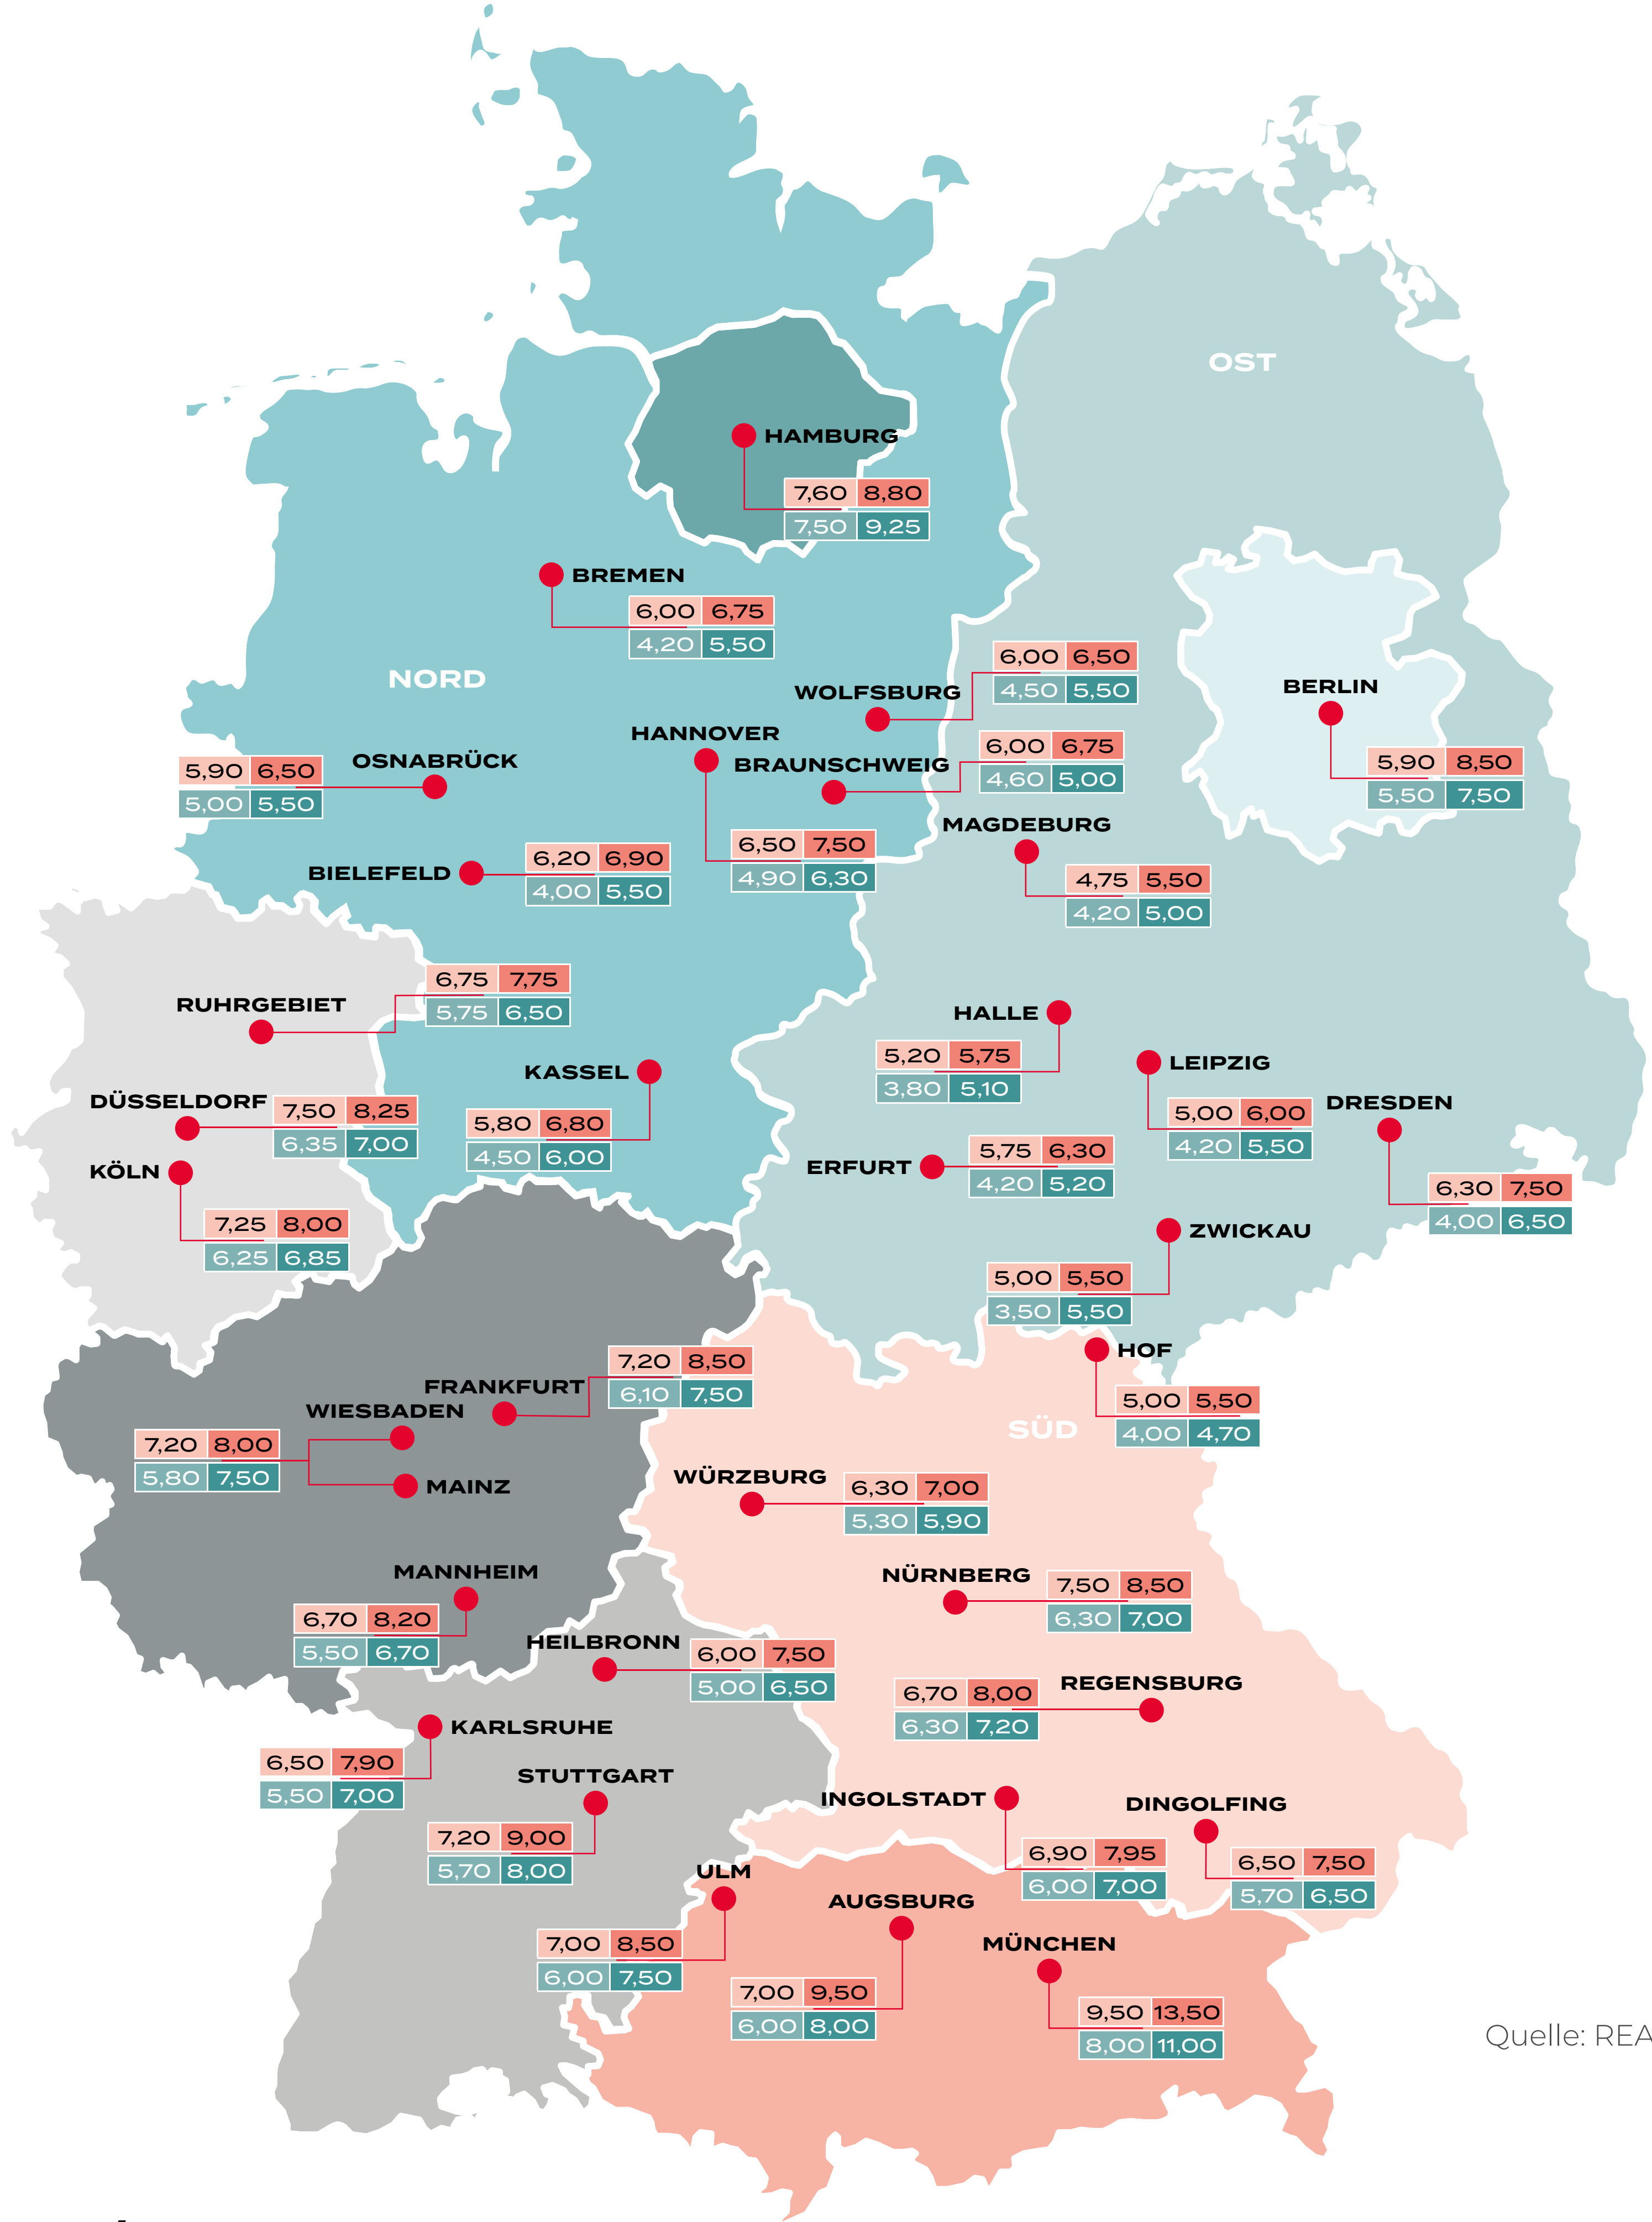 OST
HAMBURG
7,60 8,80
7,50 9,25
BREMEN
6,00 6,75
4,20 5,50
NORD
WOLFSBURG
6,00 6,50
4,50 5,50
BERLIN
5,90 8,50
5,50 7,50
HANNOVER
6,50 7,50
4,90 6,30
BRAUNSCHWEIG
6,00 6,75
4,60 5,00
OSNABRÜCK
5,90 6,50
5,00 5,50
MAGDEBURG
4,75 5,50
4,20 5,00
BIELEFELD
6,20 6,90
4,00 5,50
RUHRGEBIET
6,75 7,75
5,75 6,50
HALLE
5,20 5,75
3,80 5,10
LEIPZIG
5,00 6,00
4,20 5,50
KASSEL
5,80 6,80
4,50 6,00
DÜSSELDORF
7,50 8,25
6,35 7,00
DRESDEN
6,30 7,50
4,00 6,50
KÖLN
7,25 8,00
6,25 6,85
ERFURT
5,75 6,30
4,20 5,20
ZWICKAU
5,00 5,50
3,50 5,50
HOF
5,00 5,50
4,00 4,70
FRANKFURT
7,20 8,50
6,10 7,50
WIESBADEN
7,20 8,00
5,80 7,50
MAINZ
SÜD
WÜRZBURG
6,30 7,00
5,30 5,90
MANNHEIM
6,70 8,20
5,50 6,70
NÜRNBERG
7,50 8,50
6,30 7,00
HEILBRONN
6,00 7,50
5,00 6,50
REGENSBURG
6,70 8,00
6,30 7,20
KARLSRUHE
6,50 7,90
5,50 7,00
STUTTGART
7,20 9,00
5,70 8,00
INGOLSTADT
6,90 7,95
6,00 7,00
DINGOLFING
6,50 7,50
5,70 6,50
ULM
7,00 8,50
6,00 7,50
AUGSBURG
7,00 9,50
6,00 8,00
MÜNCHEN
9,50 13,50
8,00 11,00
Quelle: REA